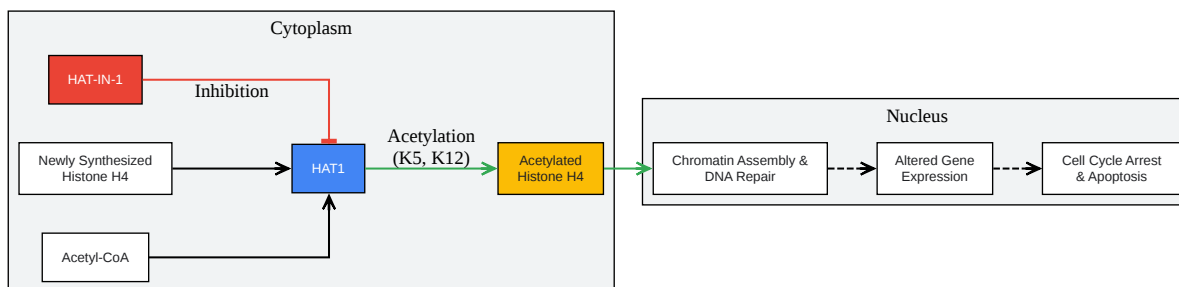 Cytoplasm
HAT-IN-1
Inhibition
Newly Synthesized
Histone H4
HAT1
Acetylation
(K5, K12)
Acetylated
Histone H4
Acetyl-CoA
Nucleus
Chromatin Assembly &
DNA Repair
Altered Gene
Expression
Cell Cycle Arrest
& Apoptosis